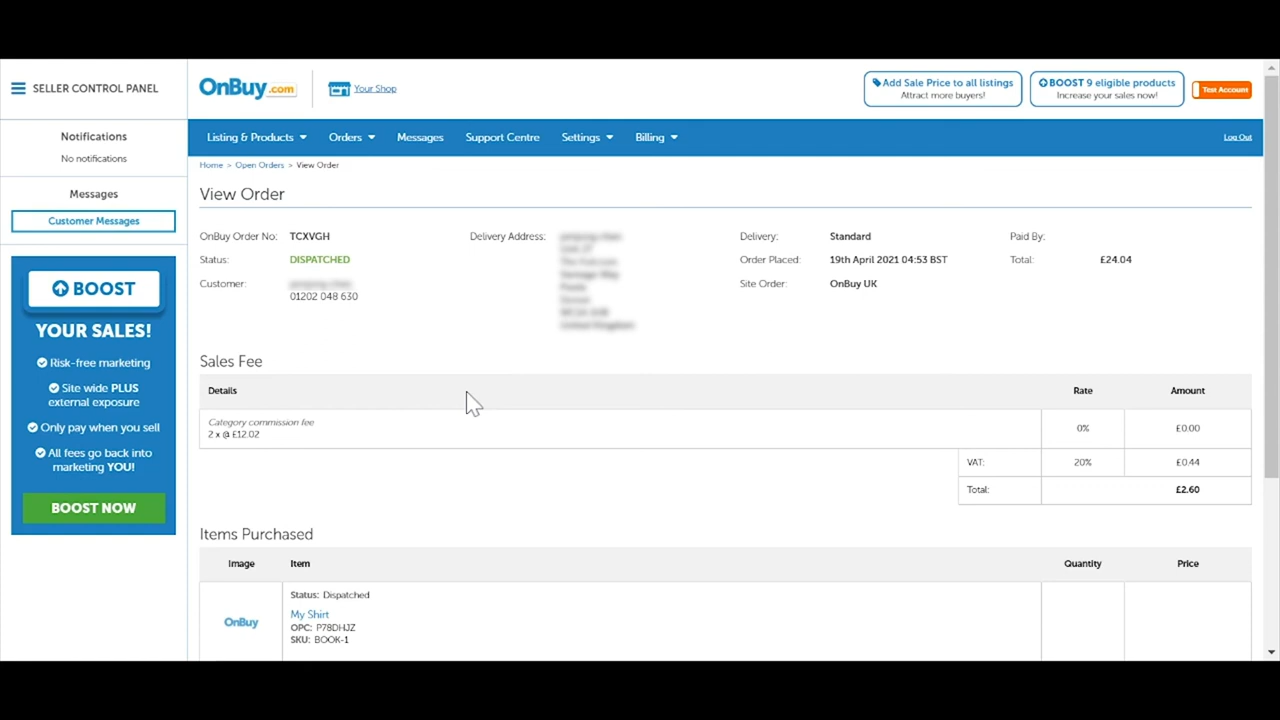 SELLER CONTROL PANEL
OnBuy.com
Your Shop
Add Sale Price to all listings
Attract more buyers!
BOOST 9 eligible products
Increase your sales now!
Test Account
Notifications
No notifications
Messages
Customer Messages
Listing & Products
Orders
Messages
Support Centre
Settings
Billing
Log Out
Home > Open Orders > View Order
View Order
OnBuy Order No: TCXVGH
Status: DISPATCHED
Customer:
01202 048 630
Delivery Address:
United Kingdom
Delivery: Standard
Order Placed: 19th April 2021 04:53 BST
Site Order: OnBuy UK
Paid By:
Total: £24.04
BOOST
YOUR SALES!
Risk-free marketing
Site wide PLUS
external exposure
Only pay when you sell
All fees go back into
marketing YOU!
BOOST NOW
Sales Fee
Details Rate Amount
Category commission fee
2 x @ £12.02
0% £0.00
VAT: 20% £0.44
Total: £2.60
Items Purchased
Image Item Quantity Price
OnBuy
Status: Dispatched
My Shirt
OPC: P78DHJZ
SKU: BOOK-1